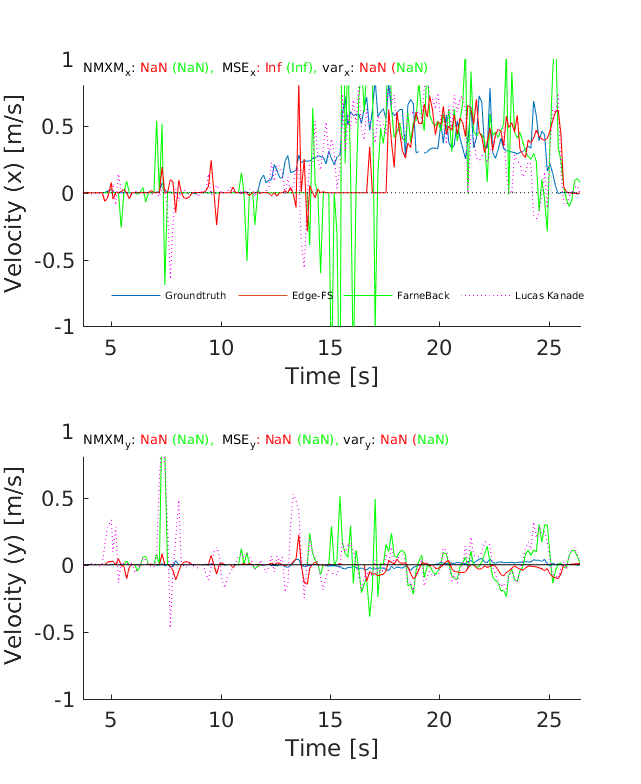 1
NMXMx: NaN (NaN), MSEx: Inf (Inf), varx: NaN (NaN)
0.5
0
-0.5
-1
Velocity (x) [m/s]
Groundtruth Edge-FS FarneBack Lucas Kanade
5 10 15 20 25
Time [s]
1
NMXMy: NaN (NaN), MSEy: NaN (NaN), vary: NaN (NaN)
0.5
0
-0.5
-1
Velocity (y) [m/s]
5 10 15 20 25
Time [s]